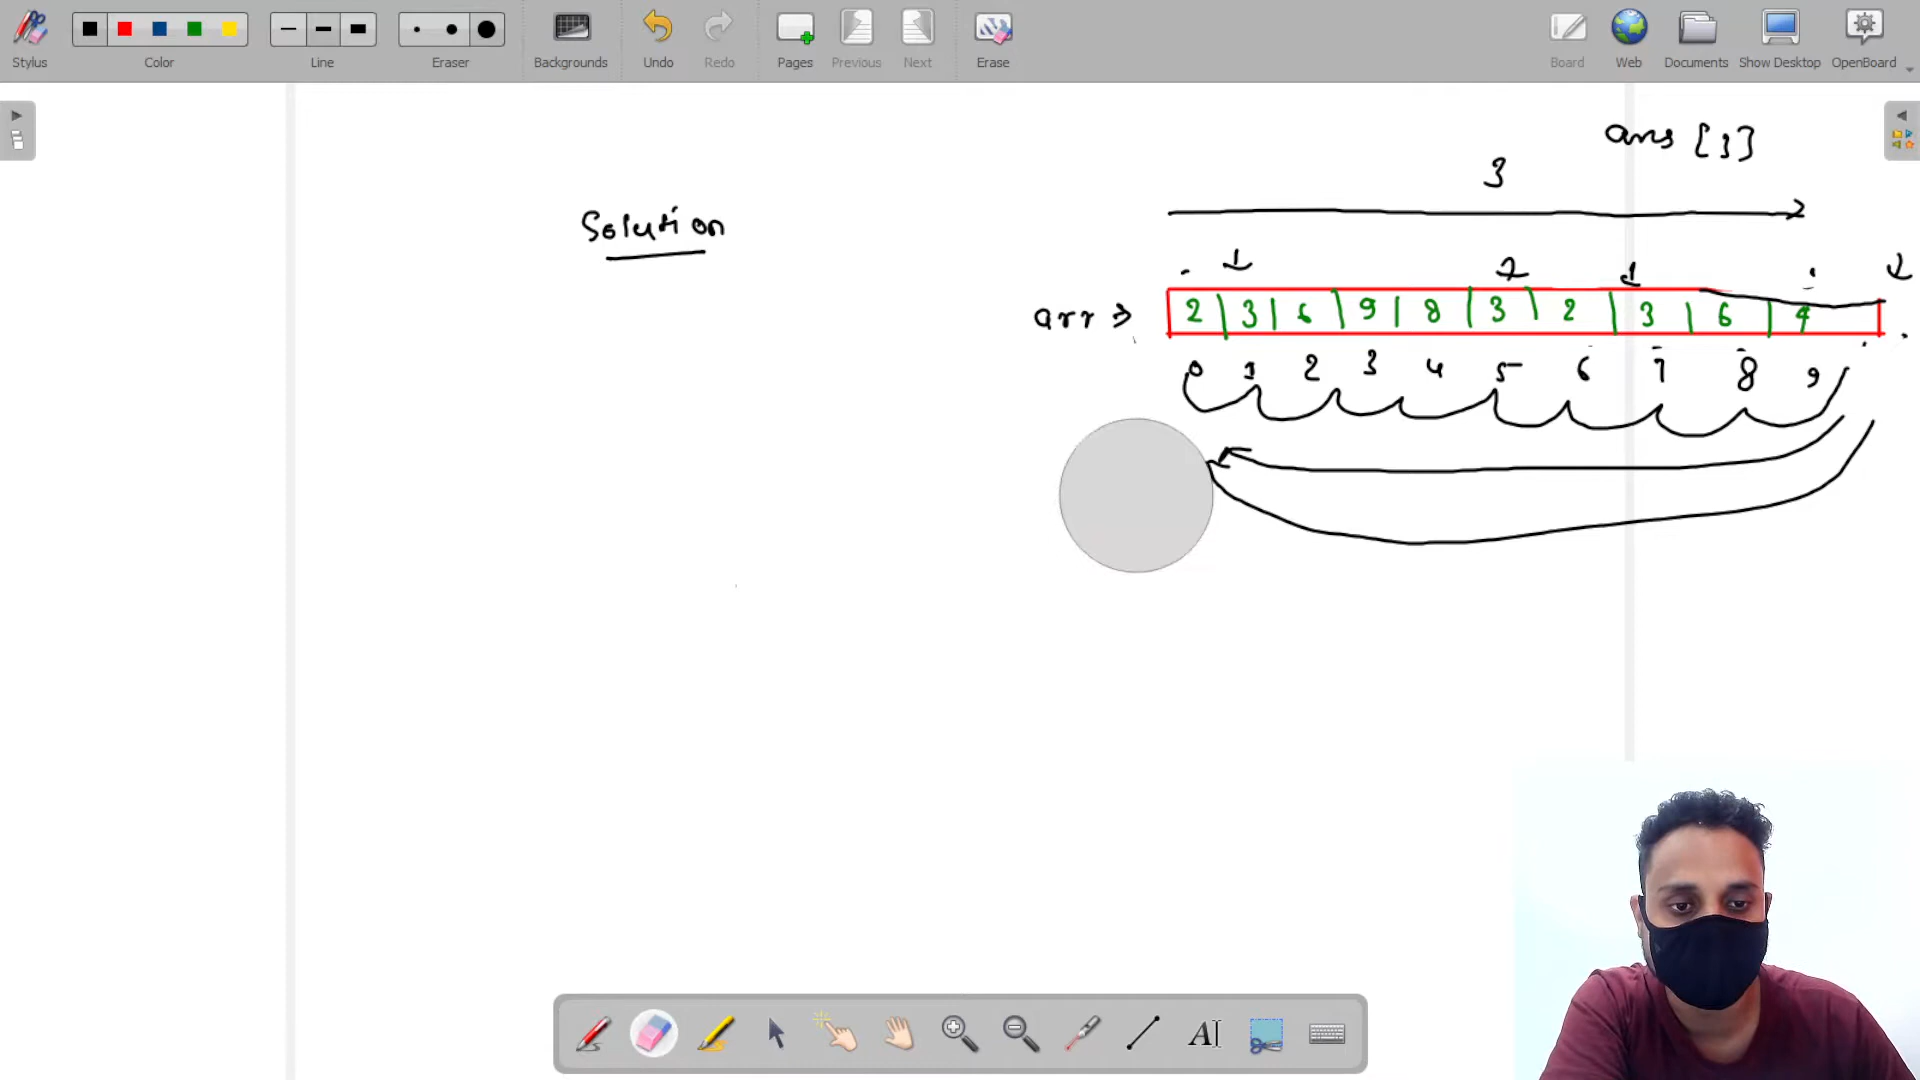 Stylus Color Line Eraser Backgrounds Undo Redo Pages Previous Next Erase Board Web Documents Show Desktop OpenBoard
ans [3]
3
Solution
arr → 2 3 6 9 8 3 2 3 6 9
0 1 2 3 4 5 6 7 8 9
A